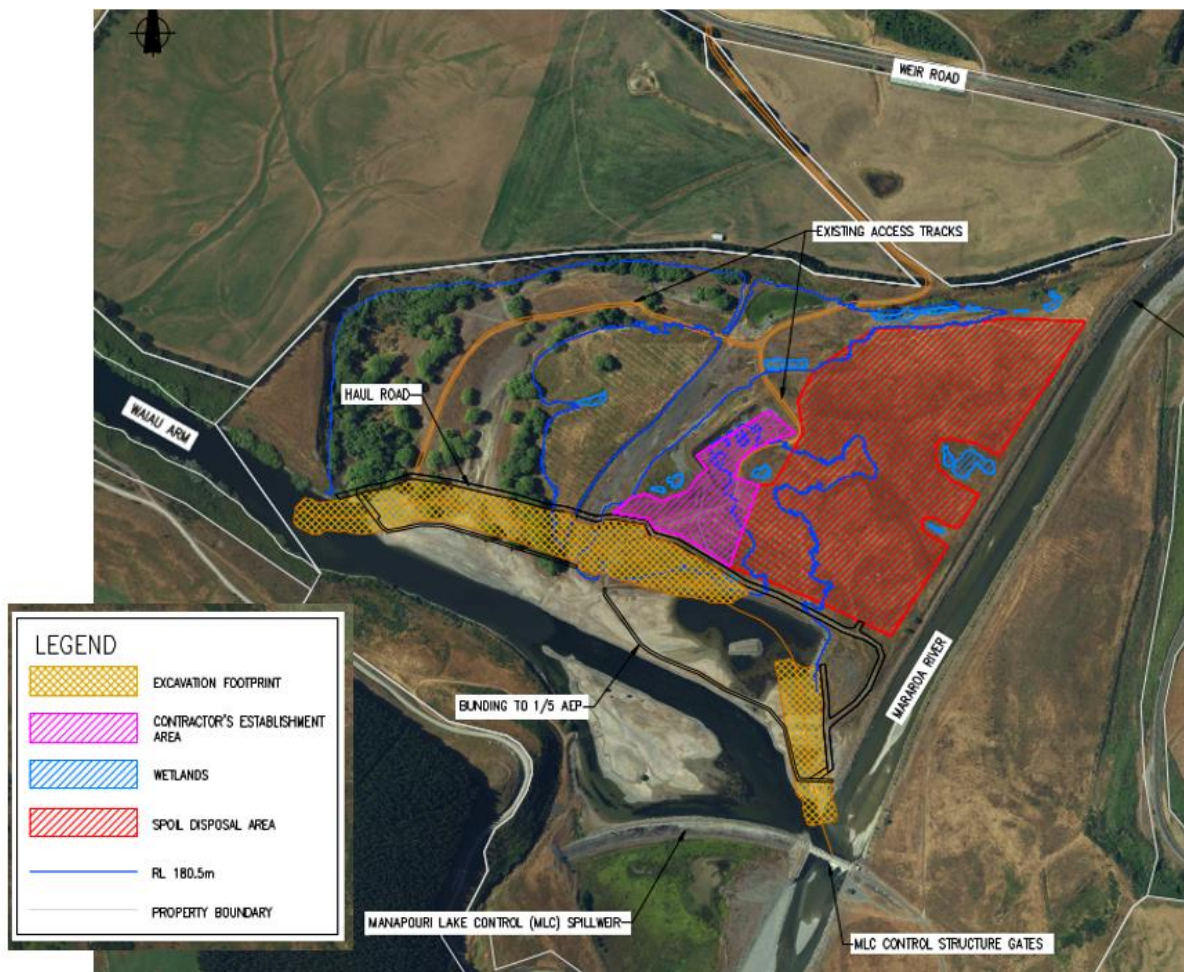 WEIR ROAD
EXISTING ACCESS TRACKS
HAUL ROAD
WAIAU ARM
BUNDING TO 1/5 AEP
MARAROA RIVER
MANAPOURI LAKE CONTROL (MLC) SPILLWEIR
MLC CONTROL STRUCTURE GATES
LEGEND
EXCAVATION FOOTPRINT
CONTRACTOR'S ESTABLISHMENT
AREA
WETLANDS
SPOIL DISPOSAL AREA
RL 180.5m
PROPERTY BOUNDARY